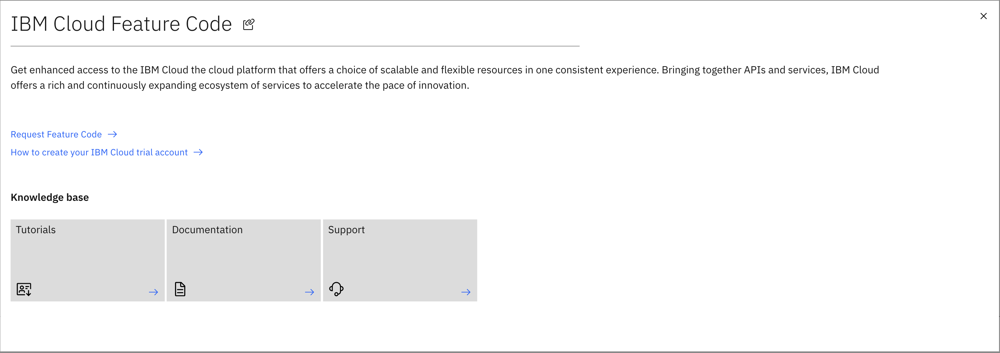 IBM Cloud Feature Code
Get enhanced access to the IBM Cloud the cloud platform that offers a choice of scalable and flexible resources in one consistent experience. Bringing together APIs and services, IBM Cloud
offers a rich and continuously expanding ecosystem of services to accelerate the pace of innovation.
Request Feature Code
How to create your IBM Cloud trial account
Knowledge base
Tutorials
Documentation
Support